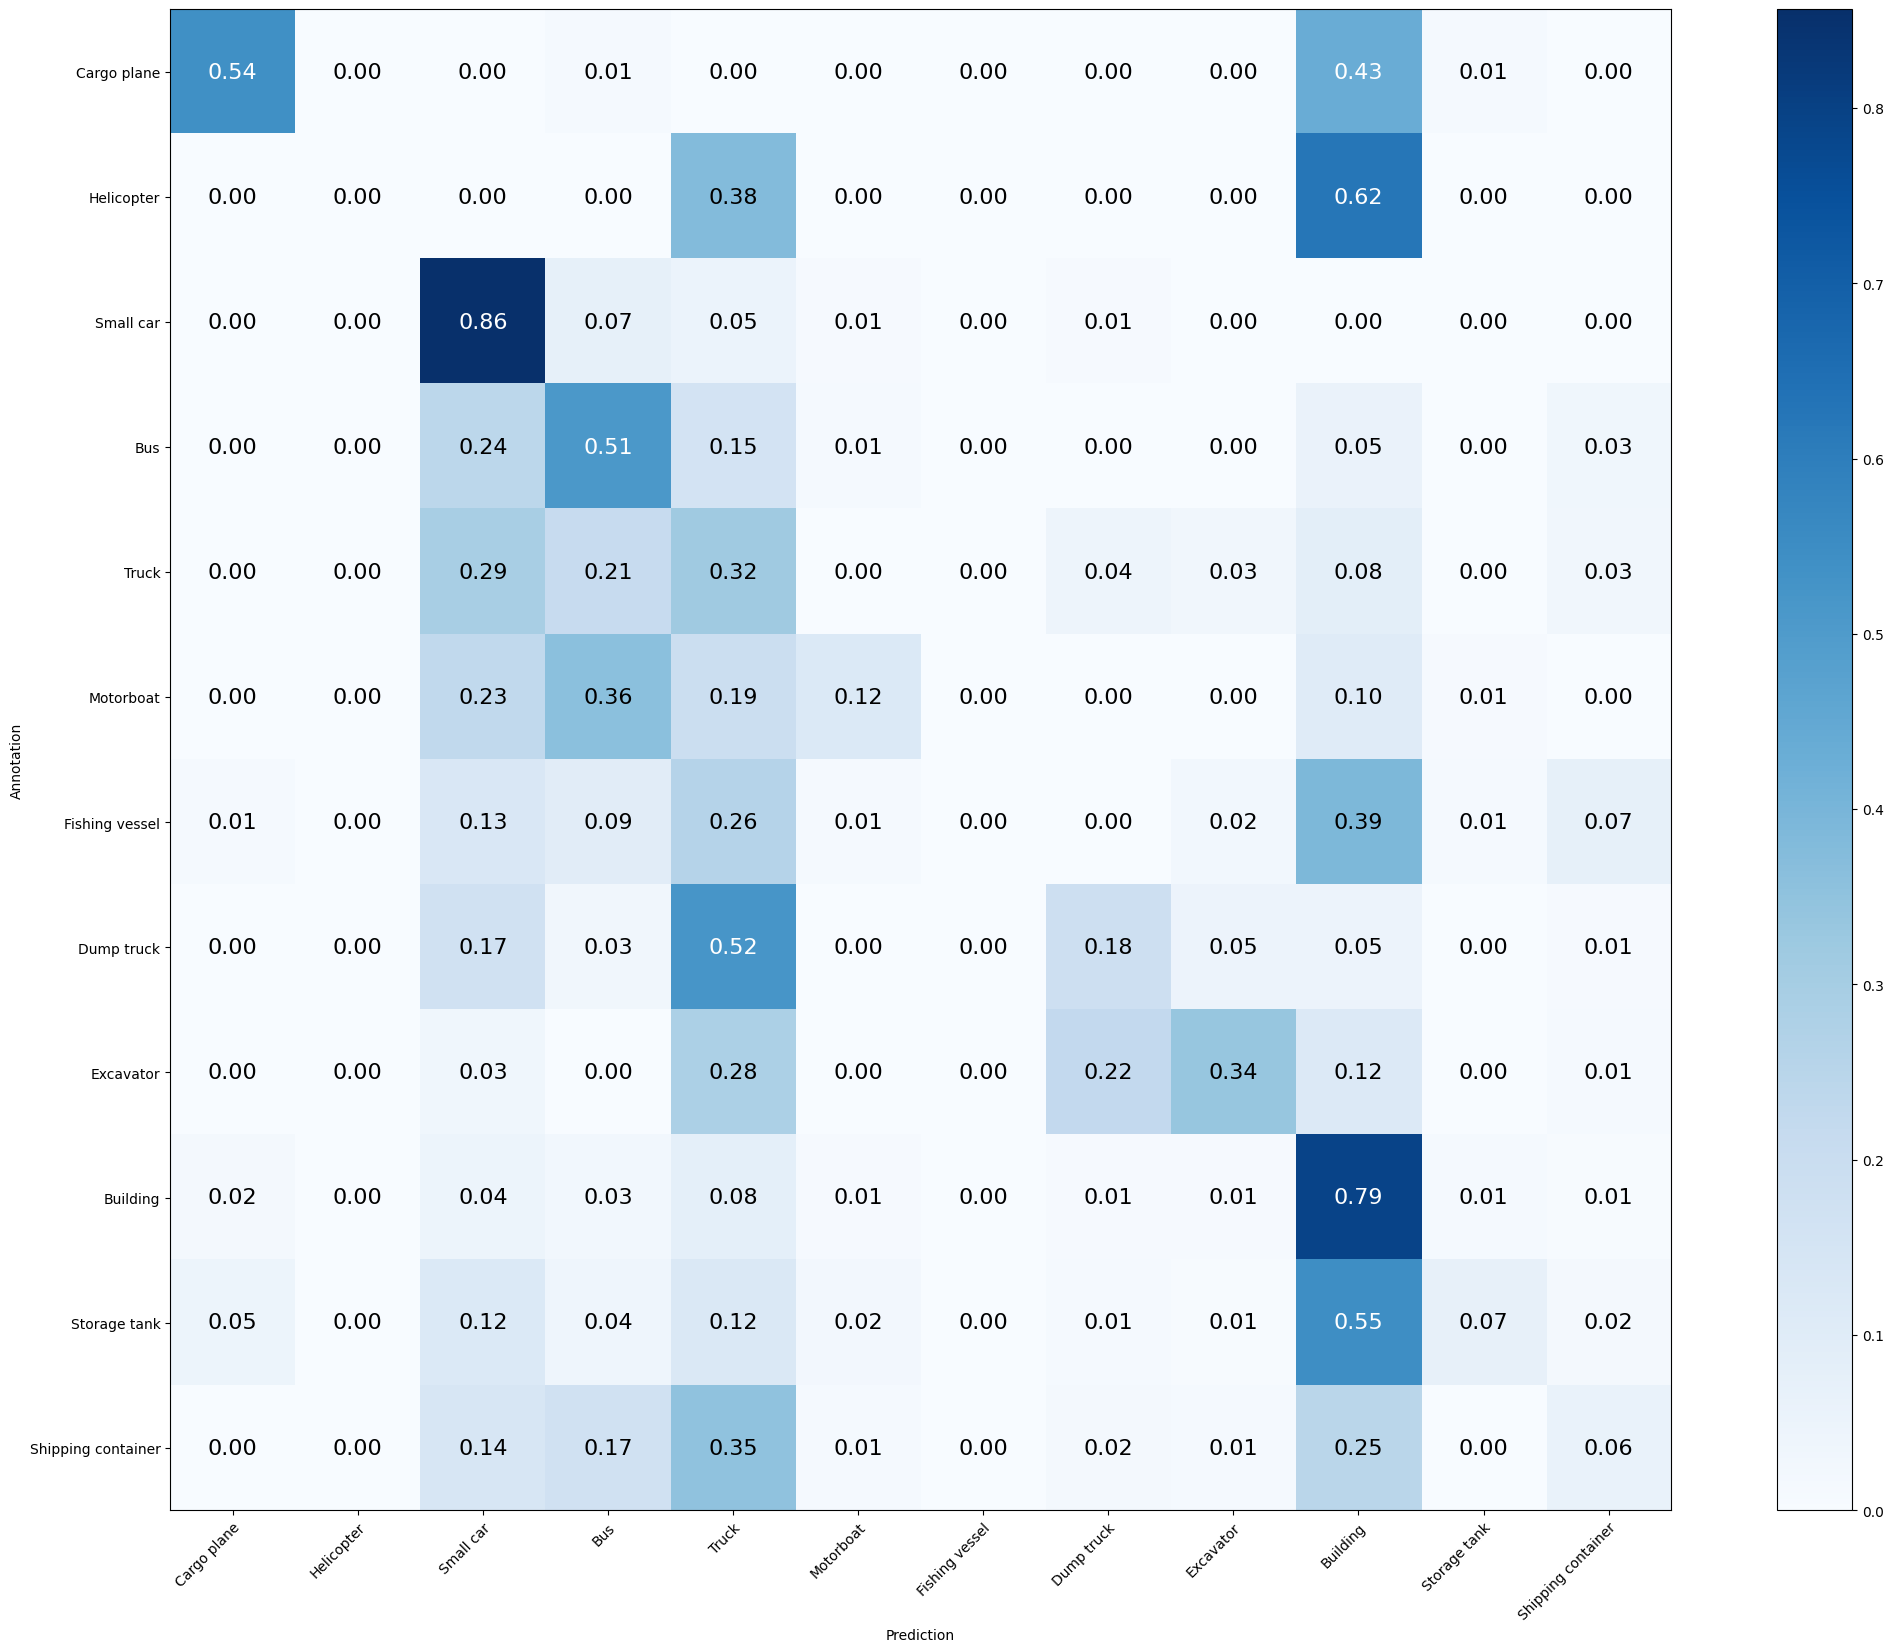 Cargo plane 0.54 0.00 0.00 0.01 0.00 0.00 0.00 0.00 0.00 0.43 0.01 0.00
Helicopter 0.00 0.00 0.00 0.00 0.38 0.00 0.00 0.00 0.00 0.62 0.00 0.00
Small car 0.00 0.00 0.86 0.07 0.05 0.01 0.00 0.01 0.00 0.00 0.00 0.00
Bus 0.00 0.00 0.24 0.51 0.15 0.01 0.00 0.00 0.00 0.05 0.00 0.03
Truck 0.00 0.00 0.29 0.21 0.32 0.00 0.00 0.04 0.03 0.08 0.00 0.03
Motorboat 0.00 0.00 0.23 0.36 0.19 0.12 0.00 0.00 0.00 0.10 0.01 0.00
Fishing vessel 0.01 0.00 0.13 0.09 0.26 0.01 0.00 0.00 0.02 0.39 0.01 0.07
Dump truck 0.00 0.00 0.17 0.03 0.52 0.00 0.00 0.18 0.05 0.05 0.00 0.01
Excavator 0.00 0.00 0.03 0.00 0.28 0.00 0.00 0.22 0.34 0.12 0.00 0.01
Building 0.02 0.00 0.04 0.03 0.08 0.01 0.00 0.01 0.01 0.79 0.01 0.01
Storage tank 0.05 0.00 0.12 0.04 0.12 0.02 0.00 0.01 0.01 0.55 0.07 0.02
Shipping container 0.00 0.00 0.14 0.17 0.35 0.01 0.00 0.02 0.01 0.25 0.00 0.06
Annotation
Cargo plane
Helicopter
Small car
Bus
Truck
Motorboat
Fishing vessel
Dump truck
Excavator
Building
Storage tank
Shipping container
Prediction
0.8
0.7
0.6
0.5
0.4
0.3
0.2
0.1
0.0